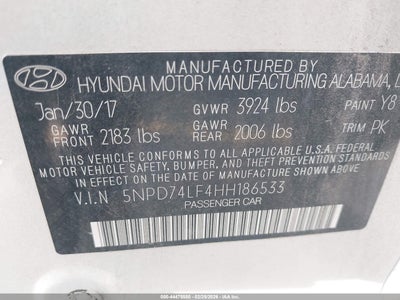 MANUFACTURED BY
HYUNDAI MOTOR MANUFACTURING ALABAMA, L
Jan/30/17 GVWR 3924 lbs PAINT Y8
GAWR FRONT 2183 lbs GAWR REAR 2006 lbs TRIM PK
THIS VEHICLE CONFORMS TO ALL APPLICABLE U.S. FEDERAL
MOTOR VEHICLE SAFETY, BUMPER, AND THEFT PREVENTION
STANDARDS IN EFFECT ON THE DATE OF MANUFACTURE SHOWN ABOVE.
V.I.N 5NPD74LF4HH186533
PASSENGER CAR